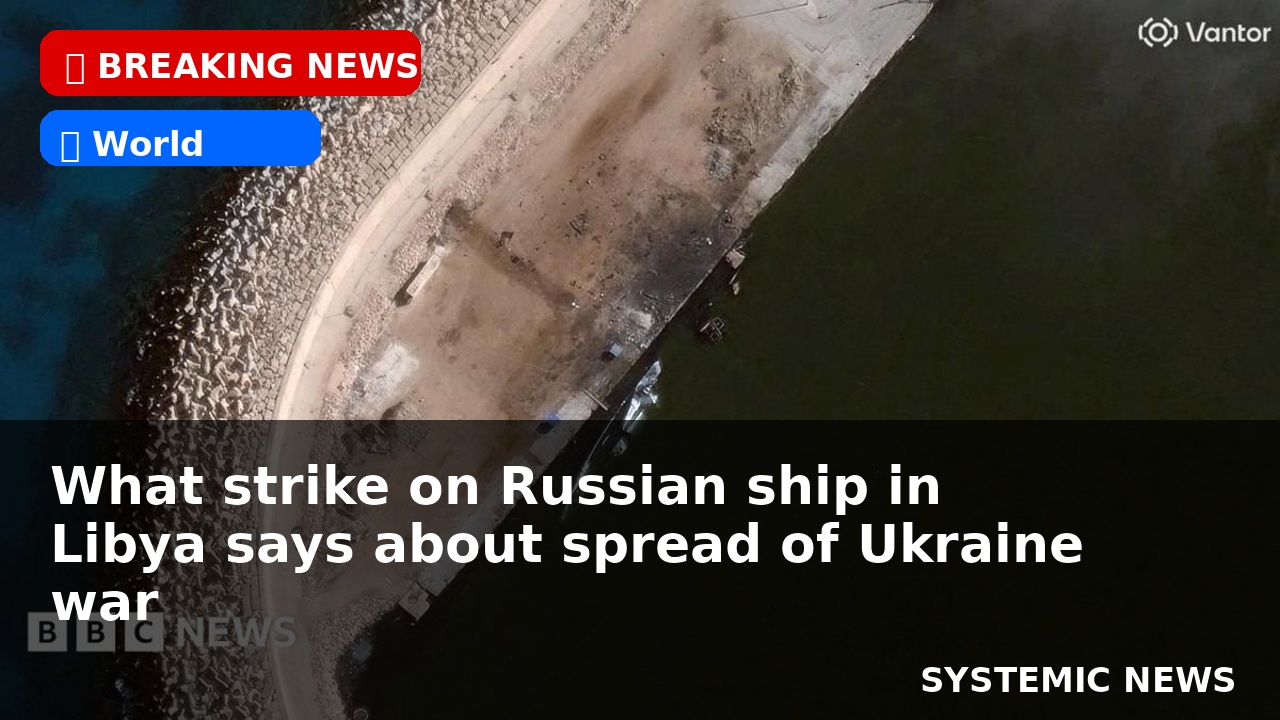 Vantor
BREAKING NEWS
World
What strike on Russian ship in
Libya says about spread of Ukraine
war
BBC NEWS
SYSTEMIC NEWS